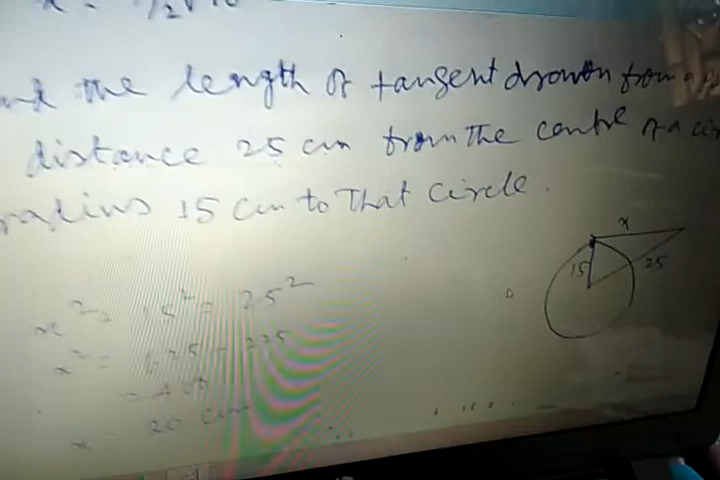 the length of tangent drawn from a
distance 25 cm from the centre of a
radius 15 cm to that circle.
x
15
25
x² 15² = 25²
x² = 625 - 225
= 400
x = 20 cm